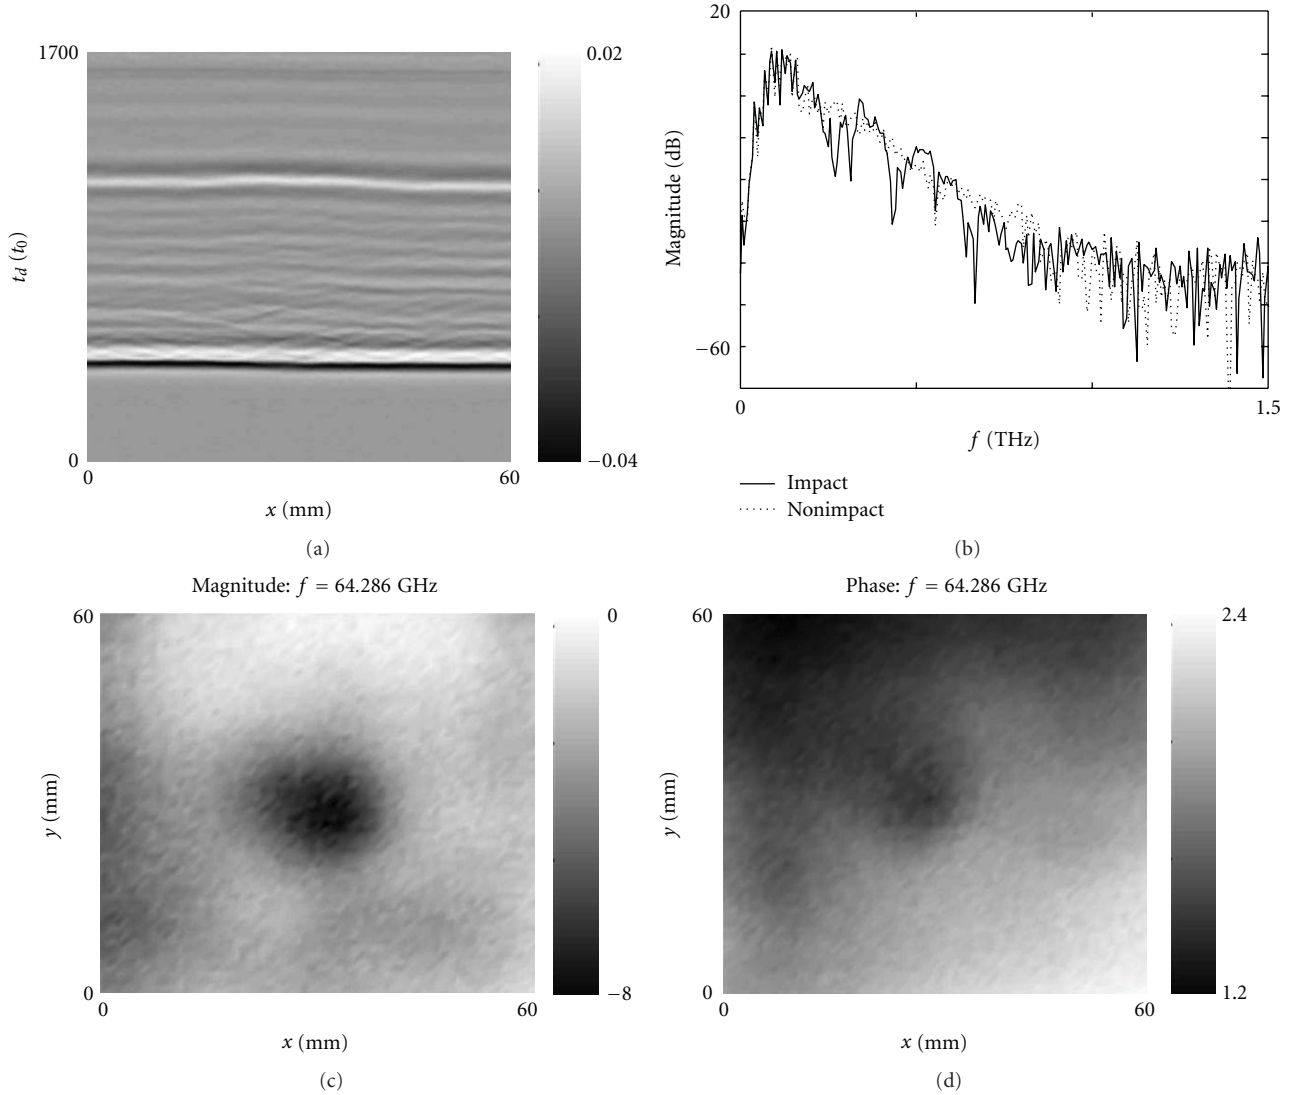 1700
0.02
t_d (t_0)
0
−0.04
0
60
x (mm)
(a)
20
Magnitude (dB)
−60
0
1.5
f (THz)
Impact
Nonimpact
(b)
Magnitude: f = 64.286 GHz
60
0
y (mm)
0
−8
0
60
x (mm)
(c)
Phase: f = 64.286 GHz
60
2.4
y (mm)
0
1.2
0
60
x (mm)
(d)